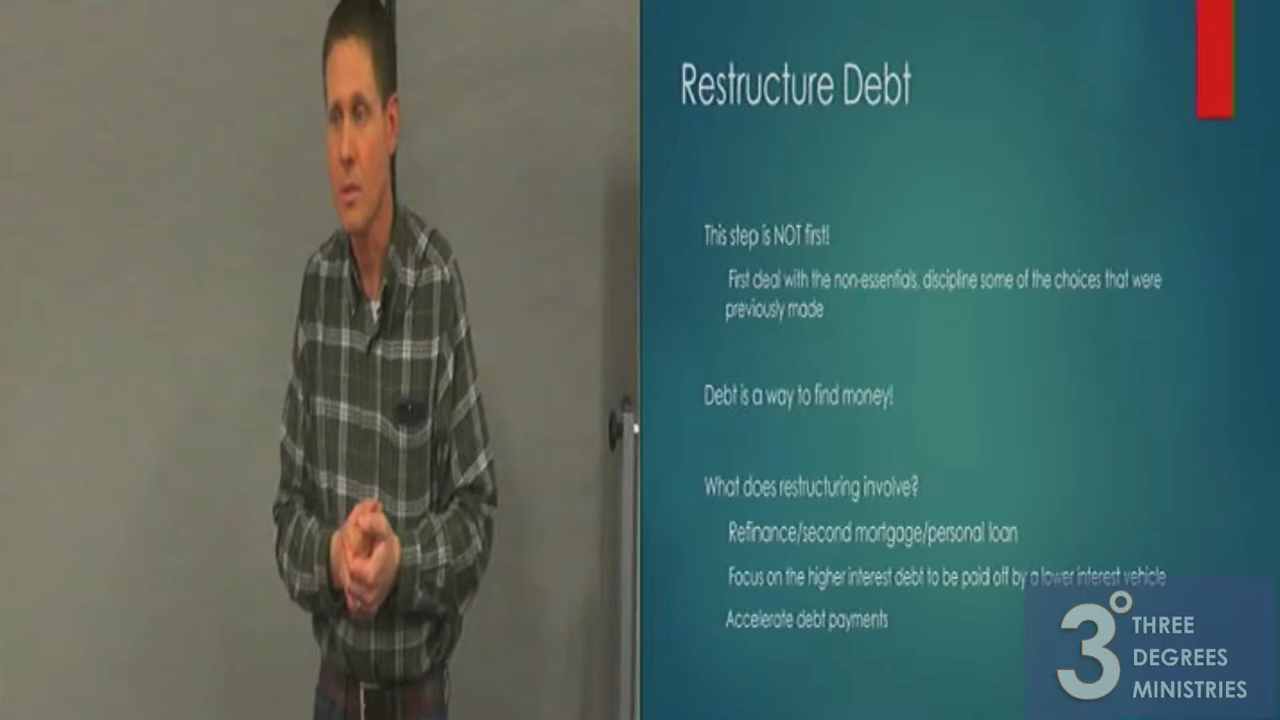 Restructure Debt
This step is NOT first!
First deal with the non-essentials, discipline some of the choices that were
previously made
Debt is a way to find money!
What does restructuring involve?
Refinance/second mortgage/personal loan
Focus on the higher interest debt to be paid off by a lower interest vehicle
Accelerate debt payments
3° THREE
DEGREES
MINISTRIES